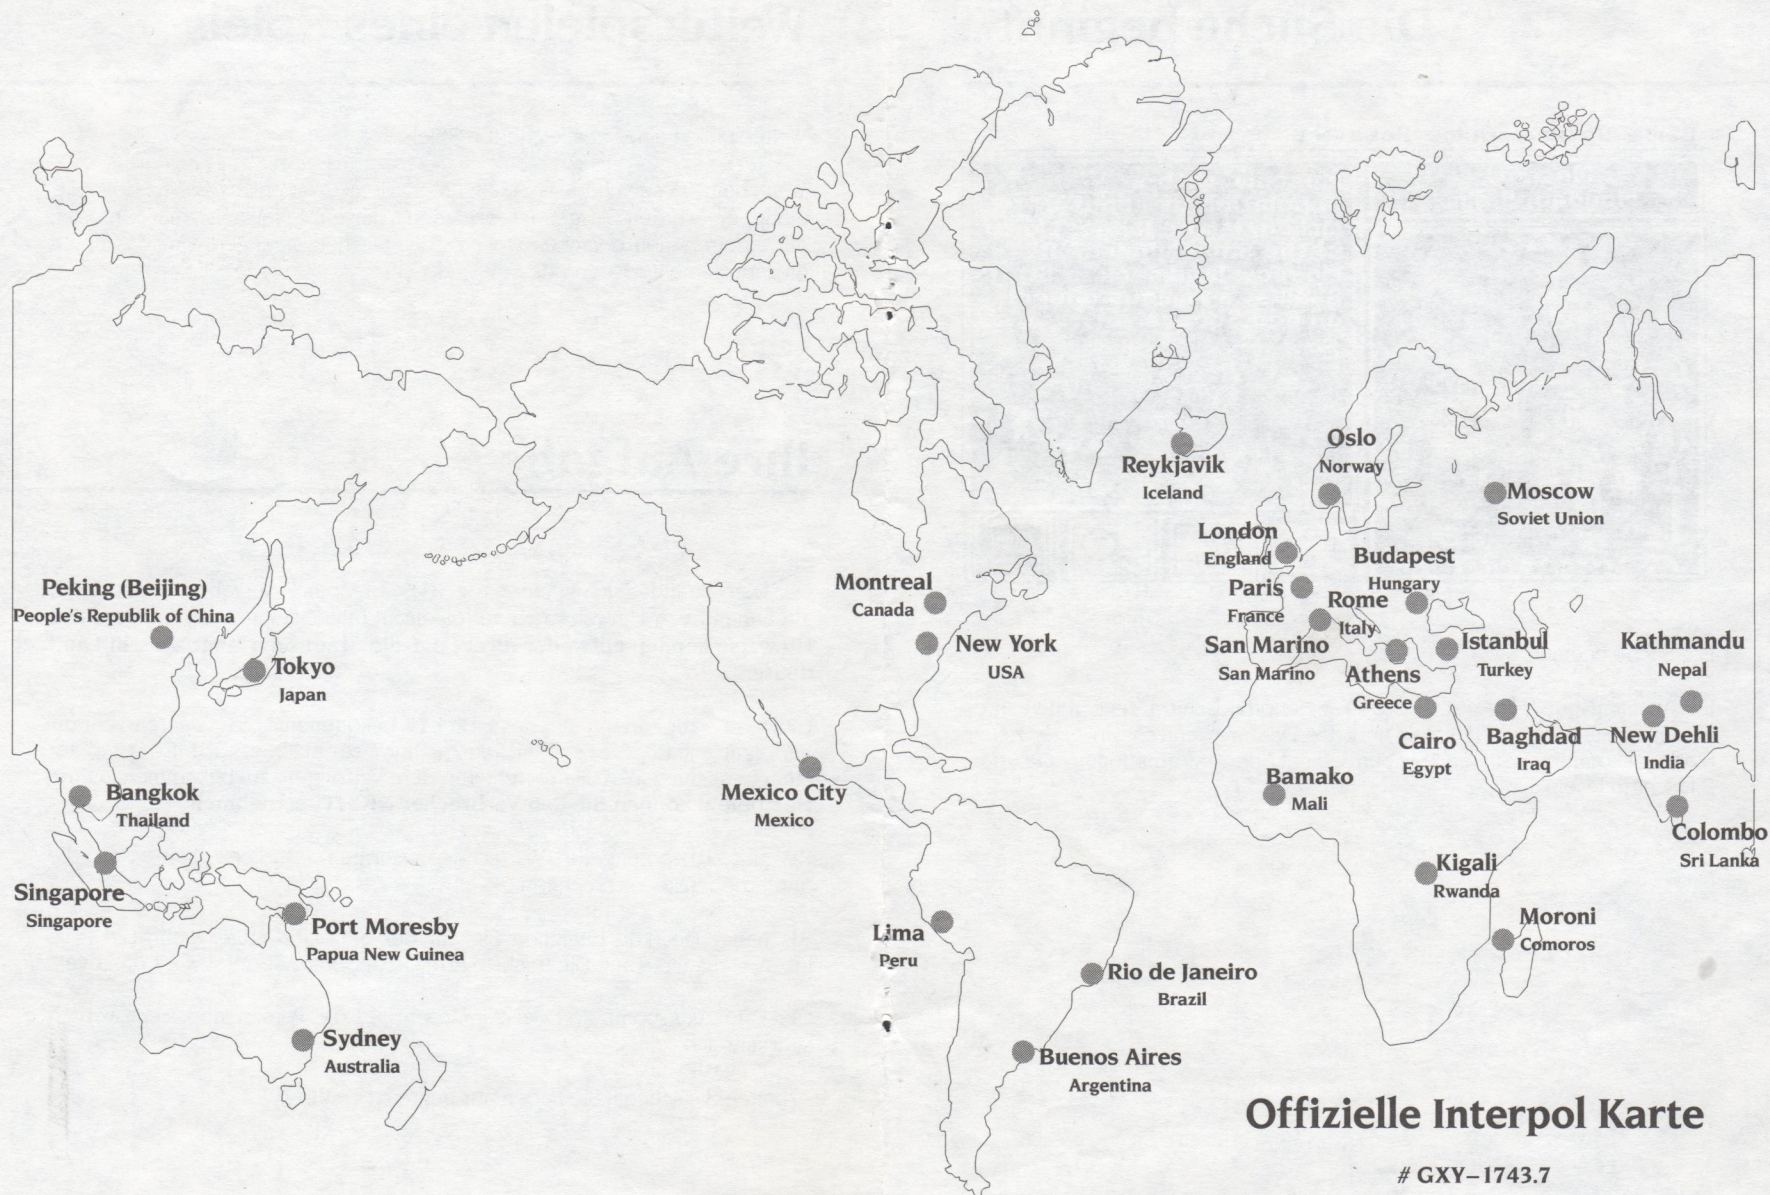 Reykjavik
Iceland
Oslo
Norway
Moscow
Soviet Union
London
England
Budapest
Hungary
Paris
France
Rome
Italy
San Marino
San Marino
Athens
Greece
Istanbul
Turkey
Kathmandu
Nepal
Peking (Beijing)
People's Republik of China
Tokyo
Japan
Montreal
Canada
New York
USA
Cairo
Egypt
Baghdad
Iraq
New Dehli
India
Bangkok
Thailand
Mexico City
Mexico
Bamako
Mali
Colombo
Sri Lanka
Singapore
Singapore
Kigali
Rwanda
Port Moresby
Papua New Guinea
Lima
Peru
Moroni
Comoros
Rio de Janeiro
Brazil
Sydney
Australia
Buenos Aires
Argentina
Offizielle Interpol Karte
# GXY–1743.7